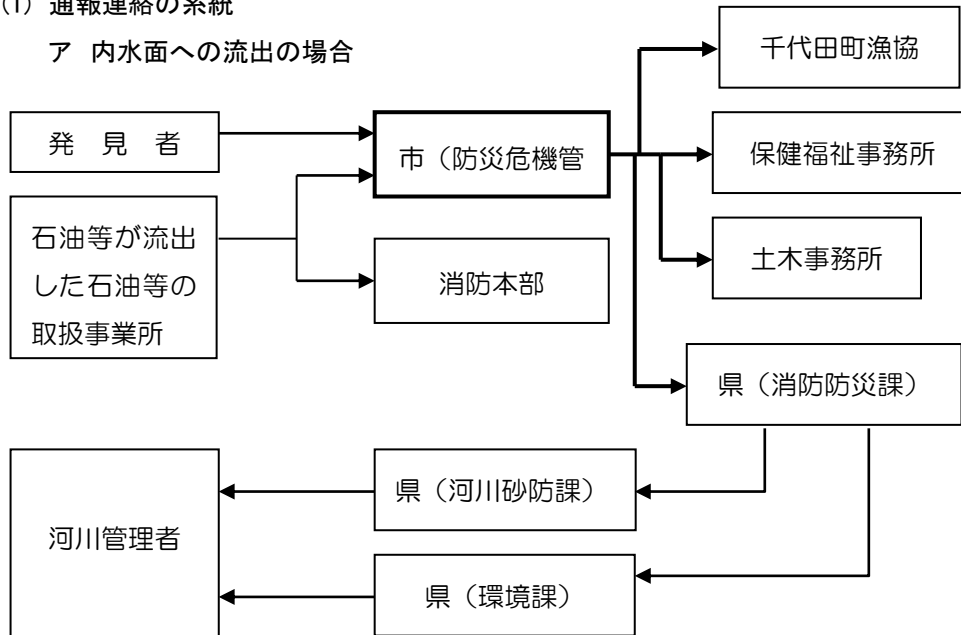 (1) 通報連絡の系統
ア 内水面への流出の場合
千代田町漁協
発 見 者
市（防災危機管
保健福祉事務所
石油等が流出
した石油等の
取扱事業所
土木事務所
消防本部
県（消防防災課）
河川管理者
県（河川砂防課）
県（環境課）